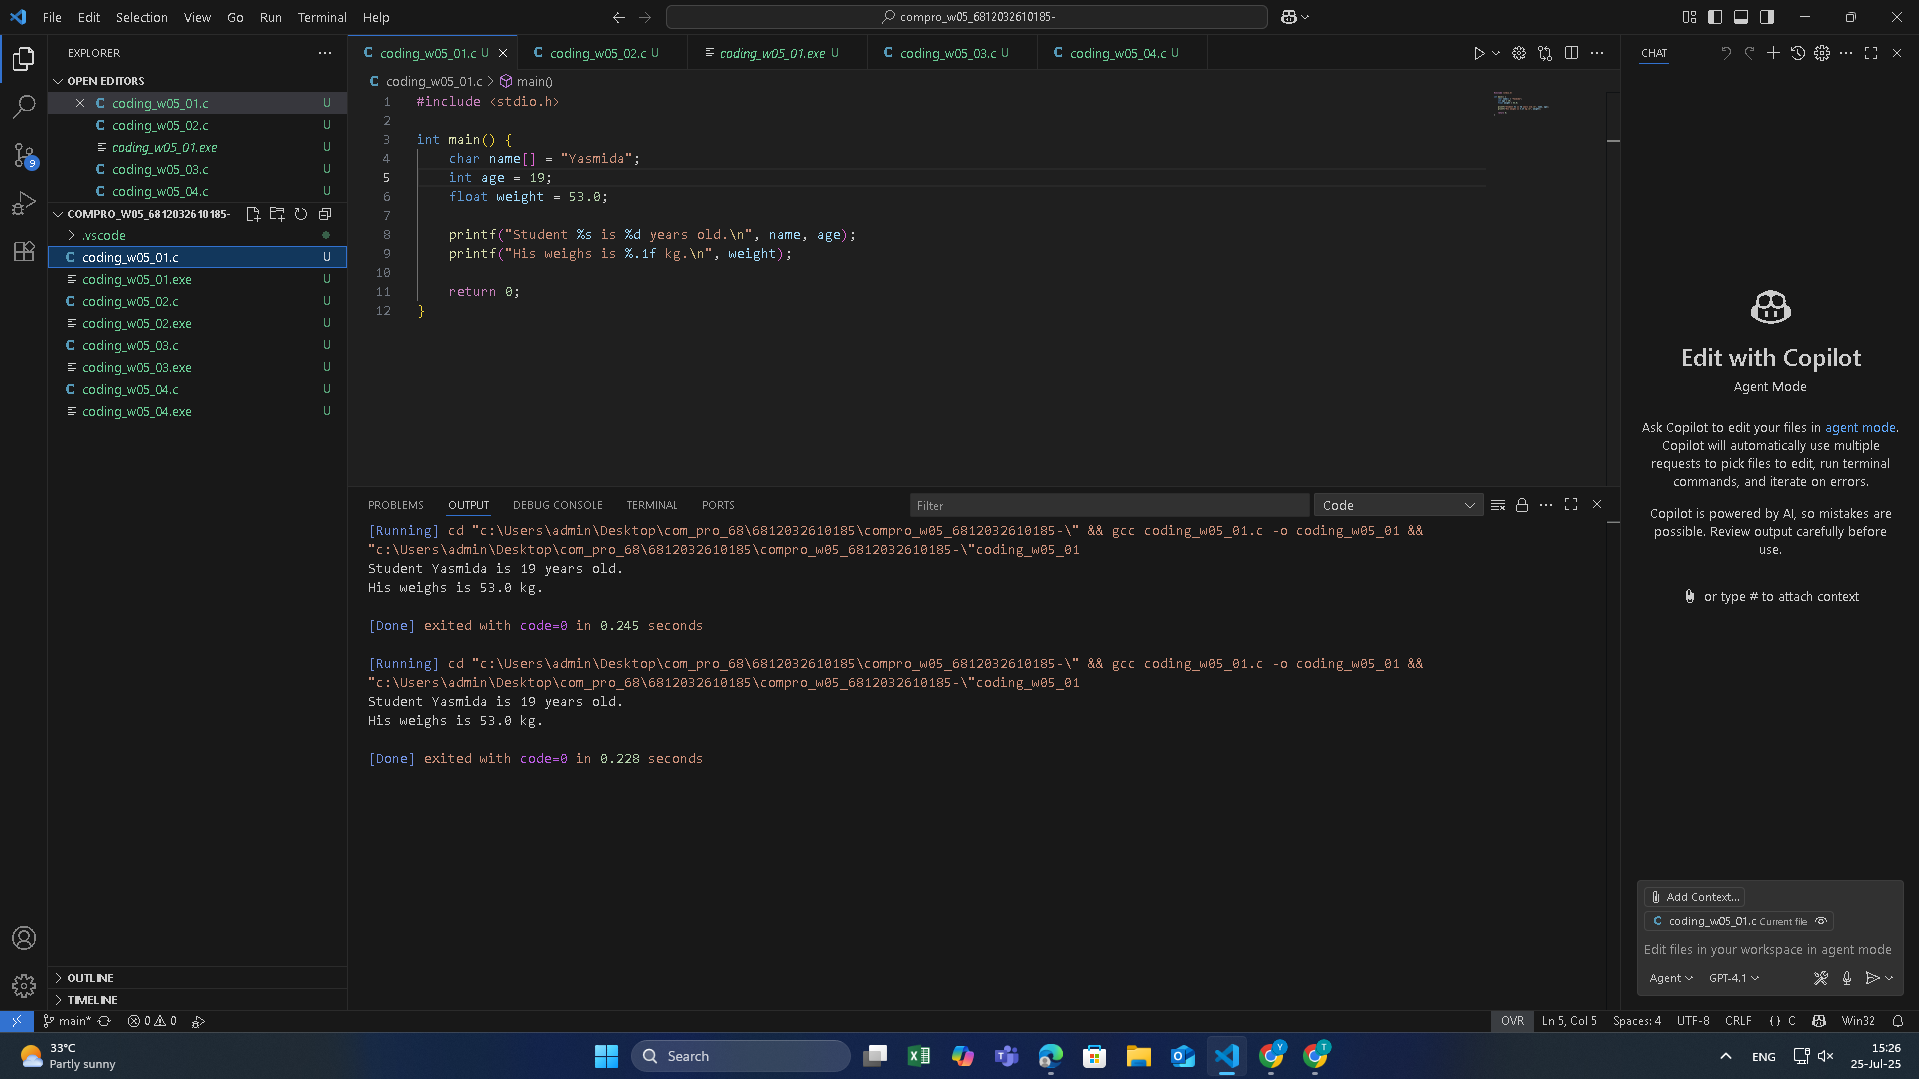 File Edit Selection View Go Run Terminal Help
compro_w05_6812032610185-
EXPLORER
OPEN EDITORS
coding_w05_01.c U
coding_w05_02.c U
coding_w05_01.exe U
coding_w05_03.c U
coding_w05_04.c U
COMPRO_W05_6812032610185-
.vscode
coding_w05_01.c U
coding_w05_01.exe U
coding_w05_02.c U
coding_w05_02.exe U
coding_w05_03.c U
coding_w05_03.exe U
coding_w05_04.c U
coding_w05_04.exe U
OUTLINE
TIMELINE
9
coding_w05_01.c U coding_w05_02.c U coding_w05_01.exe U coding_w05_03.c U coding_w05_04.c U
coding_w05_01.c > main()
1 #include <stdio.h>
2
3 int main() {
4 char name[] = "Yasmida";
5 int age = 19;
6 float weight = 53.0;
7
8 printf("Student %s is %d years old.\n", name, age);
9 printf("His weighs is %.1f kg.\n", weight);
10
11 return 0;
12 }
PROBLEMS OUTPUT DEBUG CONSOLE TERMINAL PORTS
Filter
Code
[Running] cd "c:\Users\admin\Desktop\com_pro_68\6812032610185\compro_w05_6812032610185-\" && gcc coding_w05_01.c -o coding_w05_01 &&
"c:\Users\admin\Desktop\com_pro_68\6812032610185\compro_w05_6812032610185-\"coding_w05_01
Student Yasmida is 19 years old.
His weighs is 53.0 kg.
[Done] exited with code=0 in 0.245 seconds
[Running] cd "c:\Users\admin\Desktop\com_pro_68\6812032610185\compro_w05_6812032610185-\" && gcc coding_w05_01.c -o coding_w05_01 &&
"c:\Users\admin\Desktop\com_pro_68\6812032610185\compro_w05_6812032610185-\"coding_w05_01
Student Yasmida is 19 years old.
His weighs is 53.0 kg.
[Done] exited with code=0 in 0.228 seconds
CHAT
Edit with Copilot
Agent Mode
Ask Copilot to edit your files in agent mode.
Copilot will automatically use multiple
requests to pick files to edit, run terminal
commands, and iterate on errors.
Copilot is powered by AI, so mistakes are
possible. Review output carefully before
use.
or type # to attach context
Add Context...
coding_w05_01.c Current file
Edit files in your workspace in agent mode
Agent GPT-4.1
main* 0 0
OVR Ln 5, Col 5 Spaces: 4 UTF-8 CRLF {} C Win32
33°C
Partly sunny
Search
Y
T
ENG
15:26
25-Jul-25